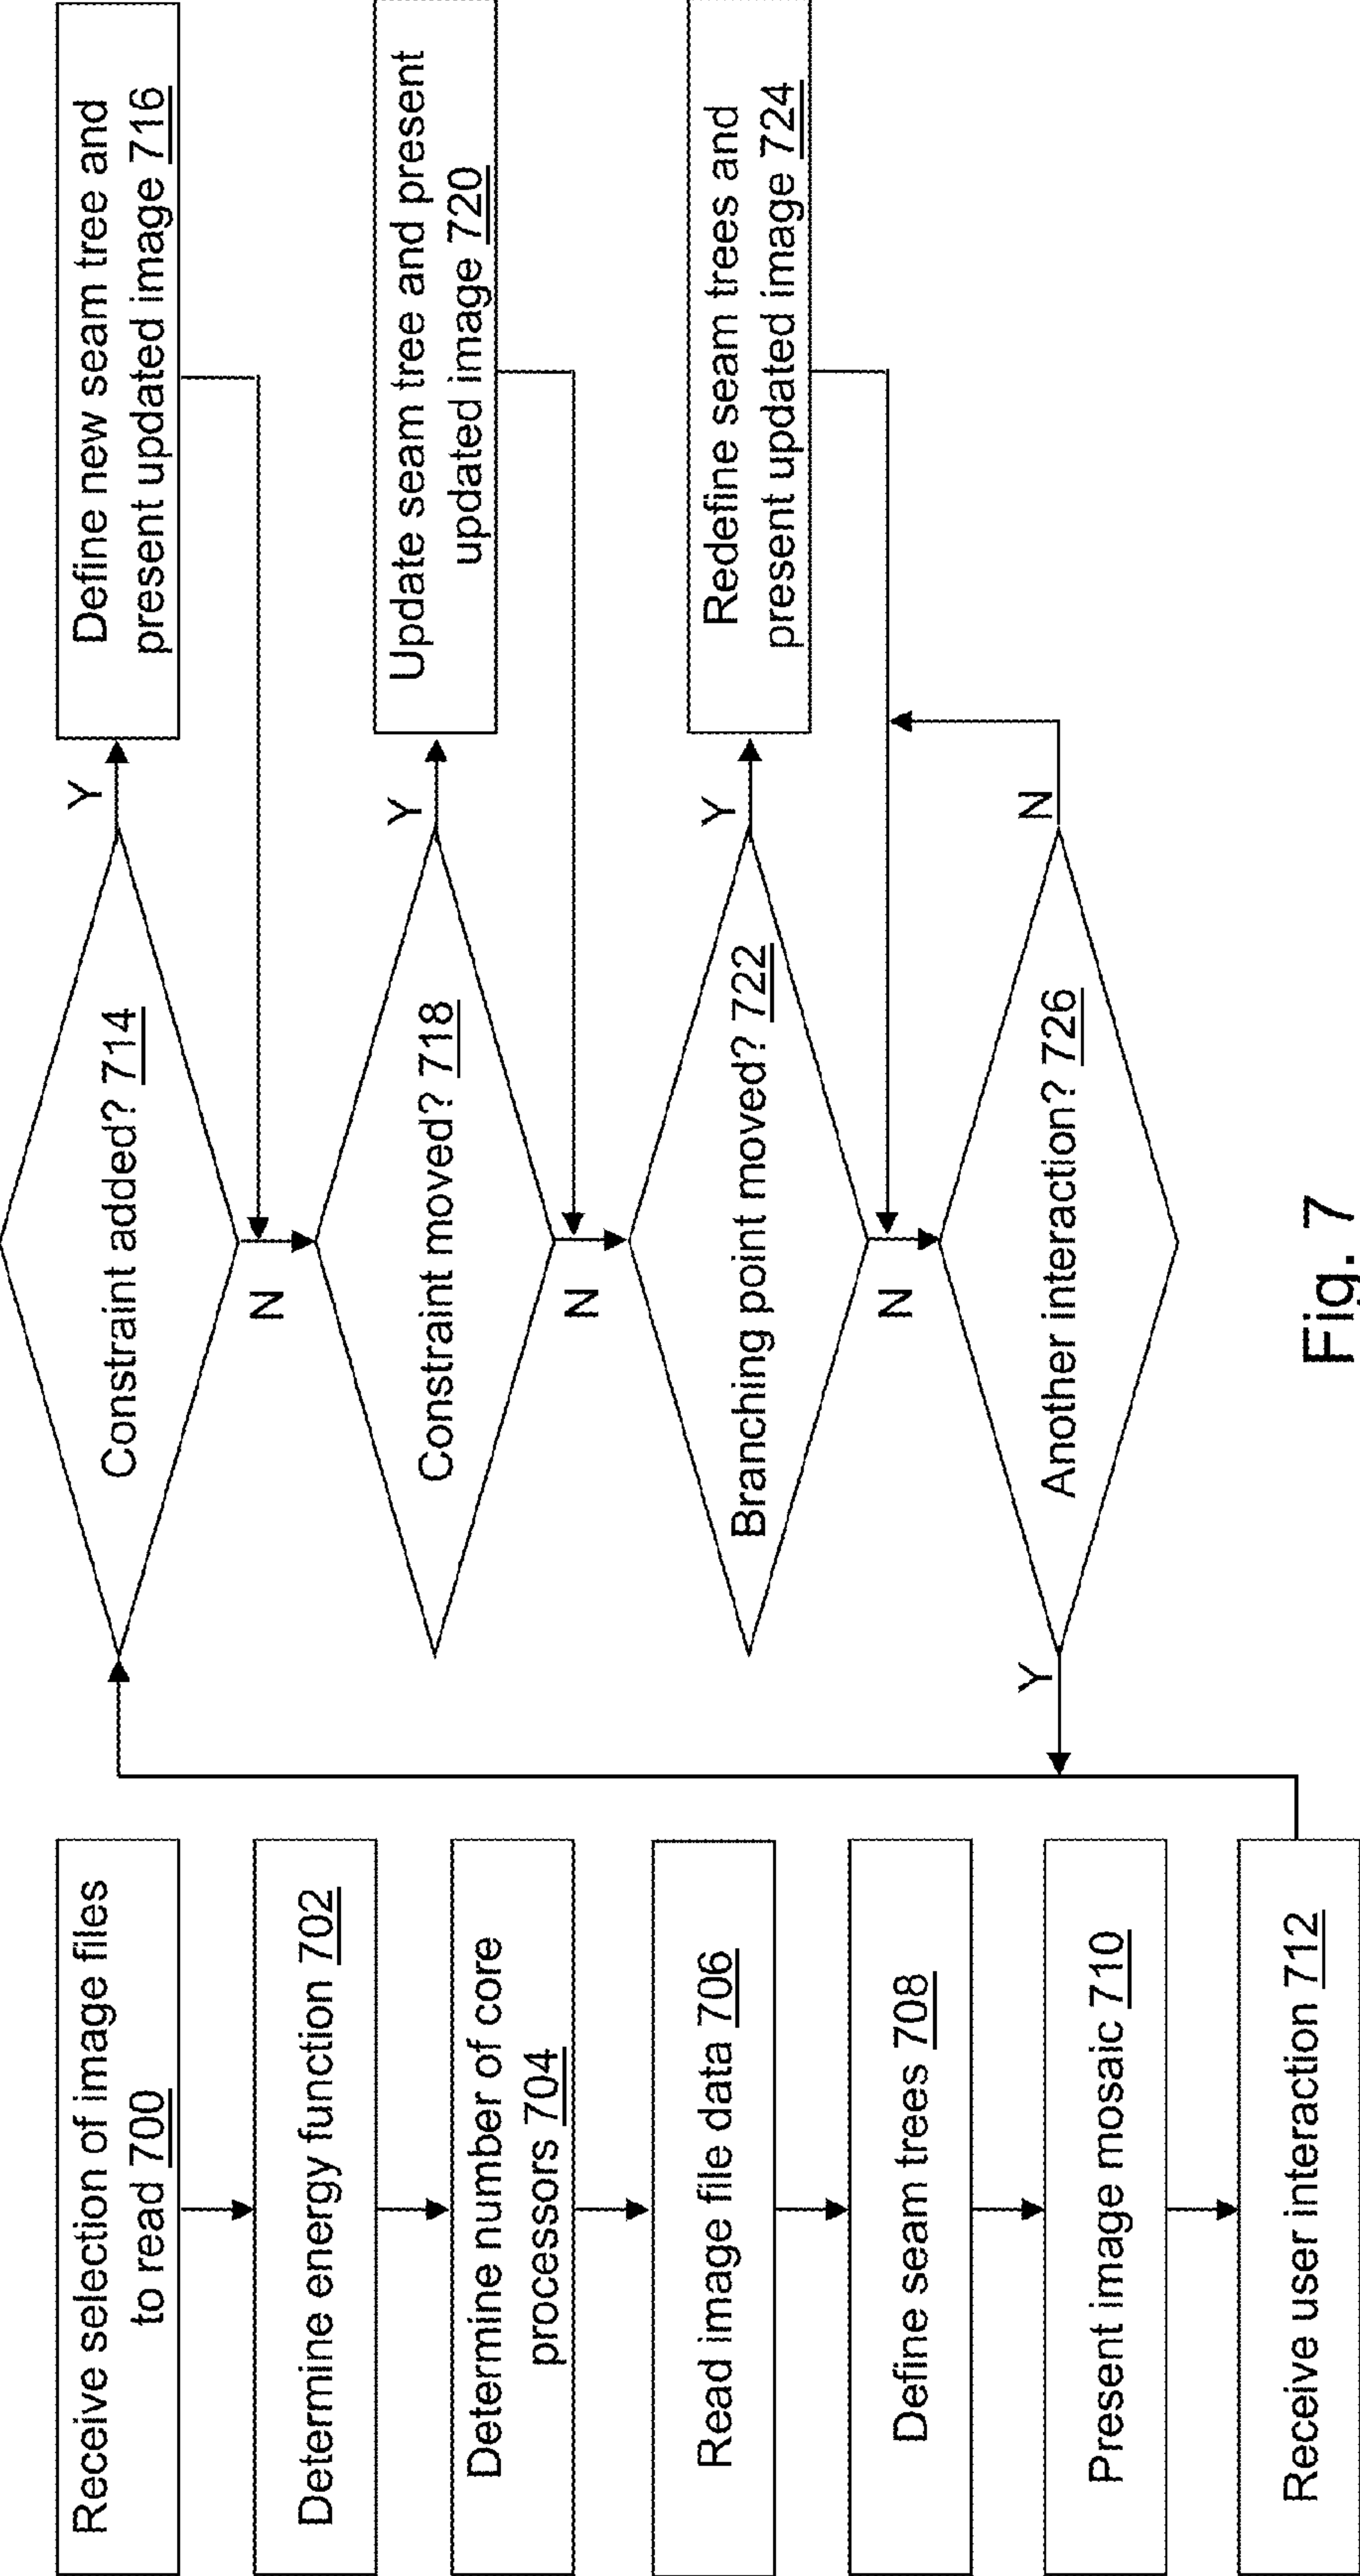 Receive selection of image files
to read 700
Determine energy function 702
Determine number of core
processors 704
Read image file data 706
Define seam trees 708
Present image mosaic 710
Receive user interaction 712
Constraint added? 714
Y
Define new seam tree and
present updated image 716
N
Constraint moved? 718
Y
Update seam tree and present
updated image 720
N
Branching point moved? 722
Y
Redefine seam trees and
present updated image 724
N
Y
Another interaction? 726
N
Fig. 7